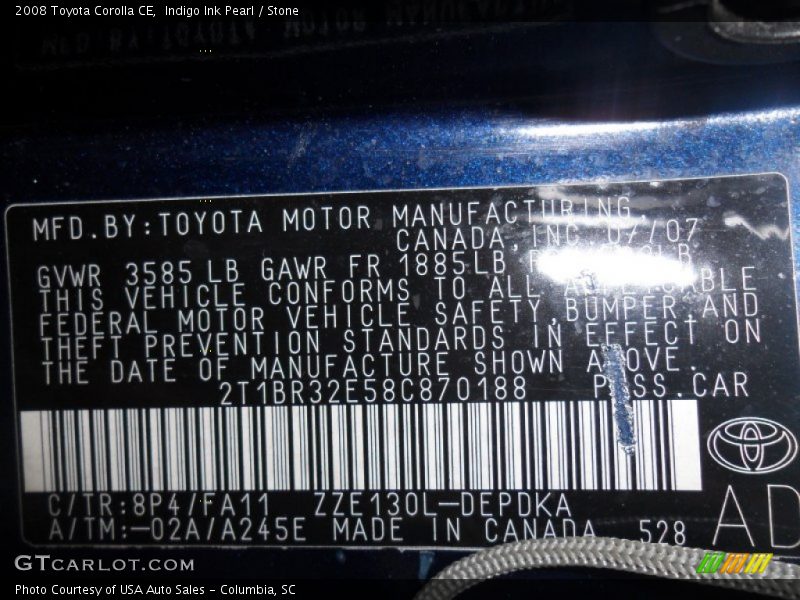 2008 Toyota Corolla CE, Indigo Ink Pearl / Stone
MFD.BY:TOYOTA MOTOR MANUFACTURING,
CANADA, INC 07/07
GVWR 3585 LB GAWR FR 1885LB
THIS VEHICLE CONFORMS TO ALL APPLICABLE
FEDERAL MOTOR VEHICLE SAFETY, BUMPER, AND
THEFT PREVENTION STANDARDS IN EFFECT ON
THE DATE OF MANUFACTURE SHOWN ABOVE.
2T1BR32E58C870188 PASS.CAR
C/TR:8P4/FA11 ZZE130L-DEPDKA
A/TM:-02A/A245E MADE IN CANADA 528
AD
GTCARLOT.COM
Photo Courtesy of USA Auto Sales - Columbia, SC